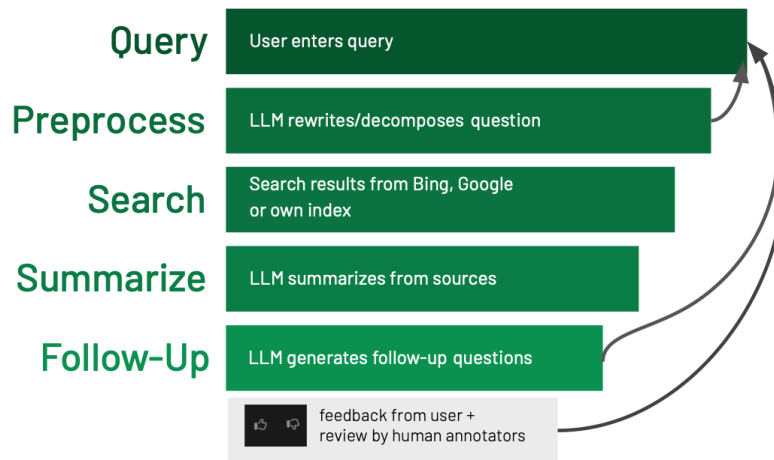 Query
User enters query
Preprocess
LLM rewrites/decomposes question
Search
Search results from Bing, Google
or own index
Summarize
LLM summarizes from sources
Follow-Up
LLM generates follow-up questions
feedback from user +
review by human annotators